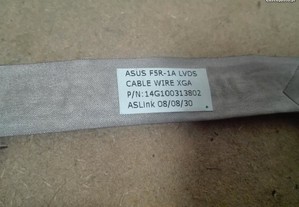 ASUS F5R-1A LVDS
CABLE WIRE XGA
P/N:14G100313802
ASLink 08/08/30